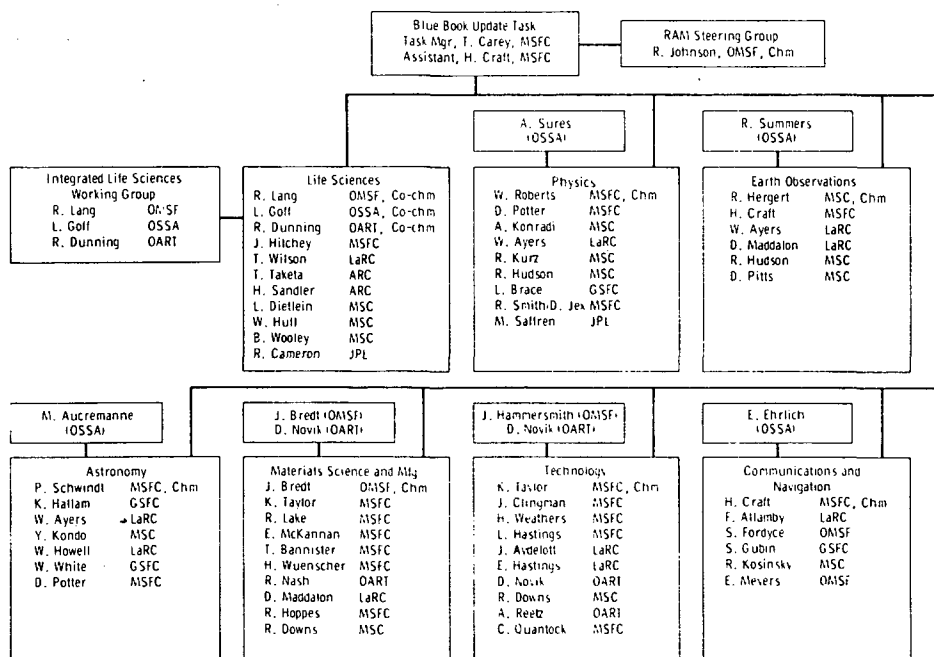 Blue Book Update Task
Task Mgr, T. Carey, MSFC
Assistant, H. Craft, MSFC
RAM Steering Group
R. Johnson, OMSF, Chm
A. Sures
(OSSA)
R. Summers
(OSSA)
Integrated Life Sciences
Working Group
R. Lang OMSF
L. Goff OSSA
R. Dunning OART
Life Sciences
R. Lang OMSF, Co-chm
L. Goff OSSA, Co-chm
R. Dunning OART, Co-chm
J. Hilchey MSFC
T. Wilson LaRC
T. Taketa ARC
H. Sandler ARC
L. Dietlein MSC
W. Hull MSC
B. Wooley MSC
R. Cameron JPL
Physics
W. Roberts MSFC, Chm
D. Potter MSFC
A. Konradi MSC
W. Ayers LaRC
R. Kurz MSC
R. Hudson MSC
L. Brace GSFC
R. Smith/D. Jex MSFC
M. Saffren JPL
Earth Observations
R. Hergert MSC, Chm
H. Craft MSFC
W. Ayers LaRC
D. Maddalon LaRC
R. Hudson MSC
D. Pitts MSC
M. Aucremanne
(OSSA)
J. Bredt (OMSF)
D. Novik (OART)
J. Hammersmith (OMSF)
D. Novik (OART)
E. Ehrlich
(OSSA)
Astronomy
P. Schwindt MSFC, Chm
K. Hallam GSFC
W. Ayers LaRC
Y. Kondo MSC
W. Howell LaRC
W. White GSFC
D. Potter MSFC
Materials Science and Mfg
J. Bredt OMSF, Chm
K. Taylor MSFC
R. Lake MSFC
E. McKannan MSFC
T. Bannister MSFC
H. Wuenscher MSFC
R. Nash OART
D. Maddalon LaRC
R. Hoppes MSFC
R. Downs MSC
Technology
K. Taylor MSFC, Chm
J. Clingman MSFC
H. Weathers MSFC
L. Hastings MSFC
J. Aydelott LaRC
E. Hastings LaRC
D. Novik OART
R. Downs MSC
A. Reetz OART
C. Quantock MSFC
Communications and
Navigation
H. Craft MSFC, Chm
F. Allamby LaRC
S. Fordyce OMSF
S. Gubin GSFC
R. Kosinsky MSC
E. Meyers OMSF